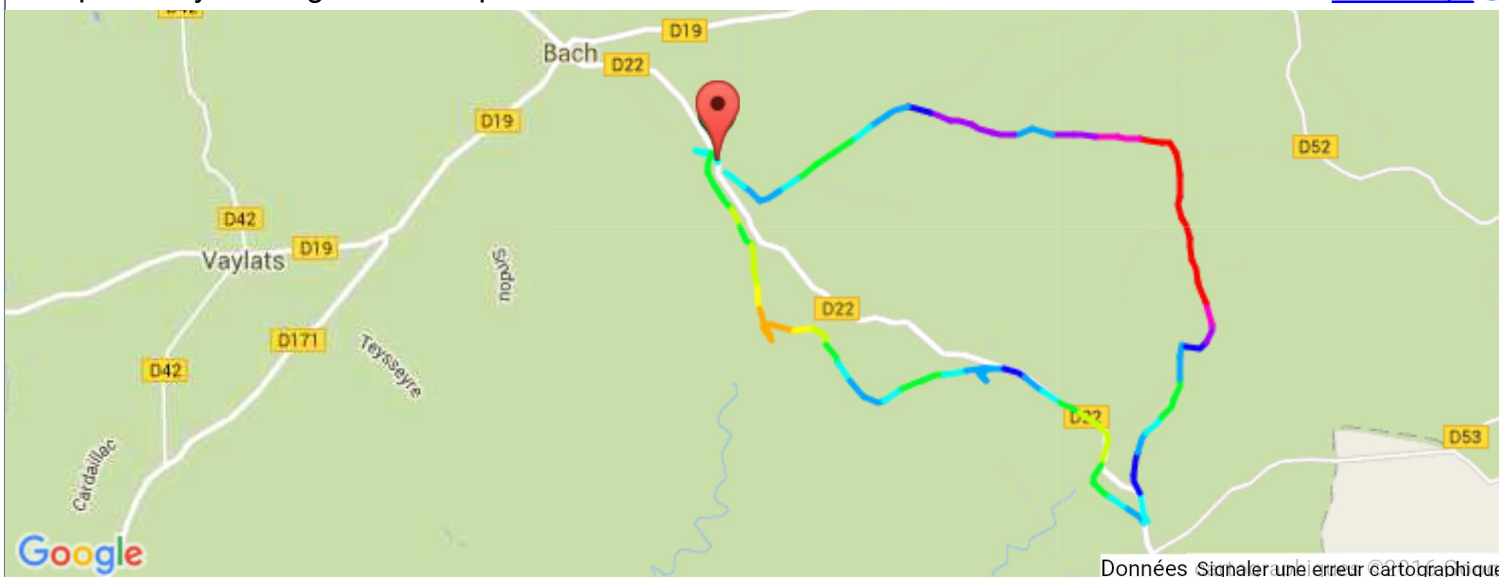 D19
Bach
D22
D19
D52
D42
D19
Vaylats
Sindou
D22
D171
Teysseyre
D42
D22
D53
Cardaillac
Google
Données
Signaler une erreur cartographique